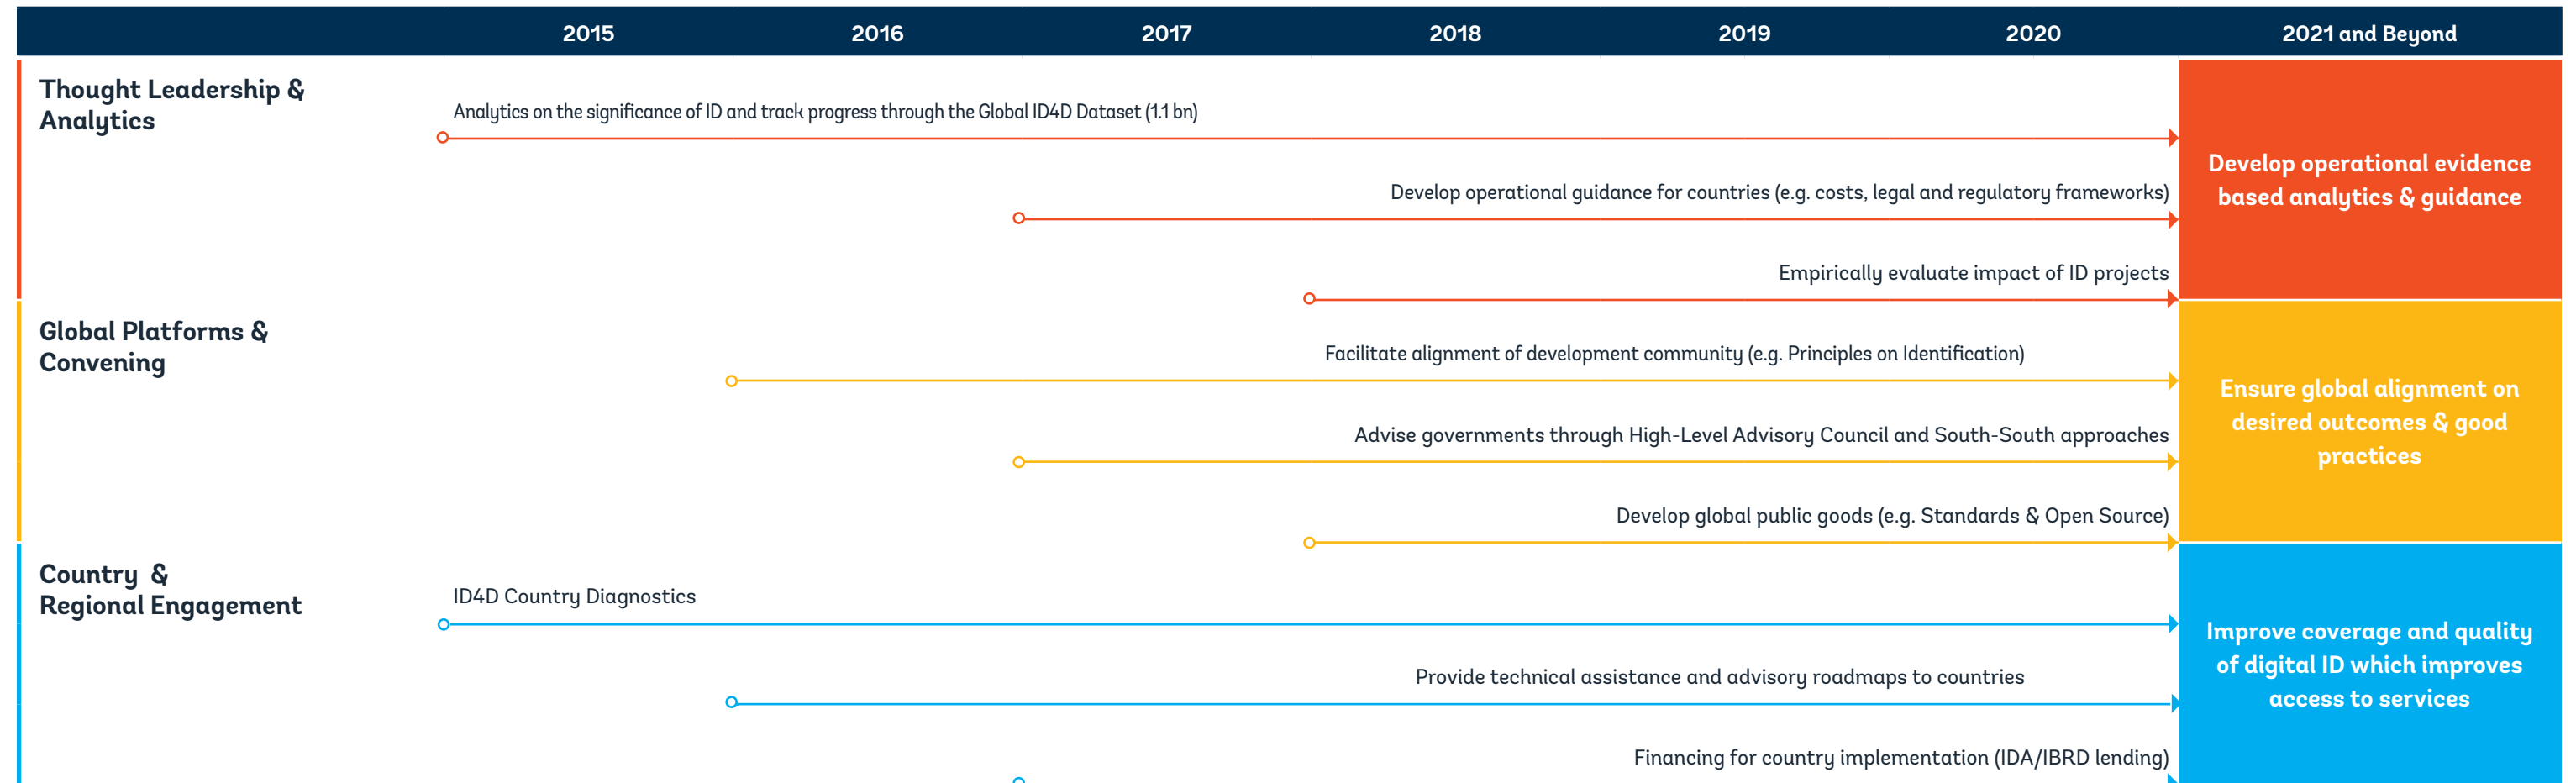 2015 2016 2017 2018 2019 2020 2021 and Beyond
Thought Leadership &
Analytics
Analytics on the significance of ID and track progress through the Global ID4D Dataset (1.1 bn)
Develop operational guidance for countries (e.g. costs, legal and regulatory frameworks)
Empirically evaluate impact of ID projects
Develop operational evidence
based analytics & guidance
Global Platforms &
Convening
Facilitate alignment of development community (e.g. Principles on Identification)
Advise governments through High-Level Advisory Council and South-South approaches
Develop global public goods (e.g. Standards & Open Source)
Ensure global alignment on
desired outcomes & good
practices
Country &
Regional Engagement
ID4D Country Diagnostics
Provide technical assistance and advisory roadmaps to countries
Financing for country implementation (IDA/IBRD lending)
Improve coverage and quality
of digital ID which improves
access to services